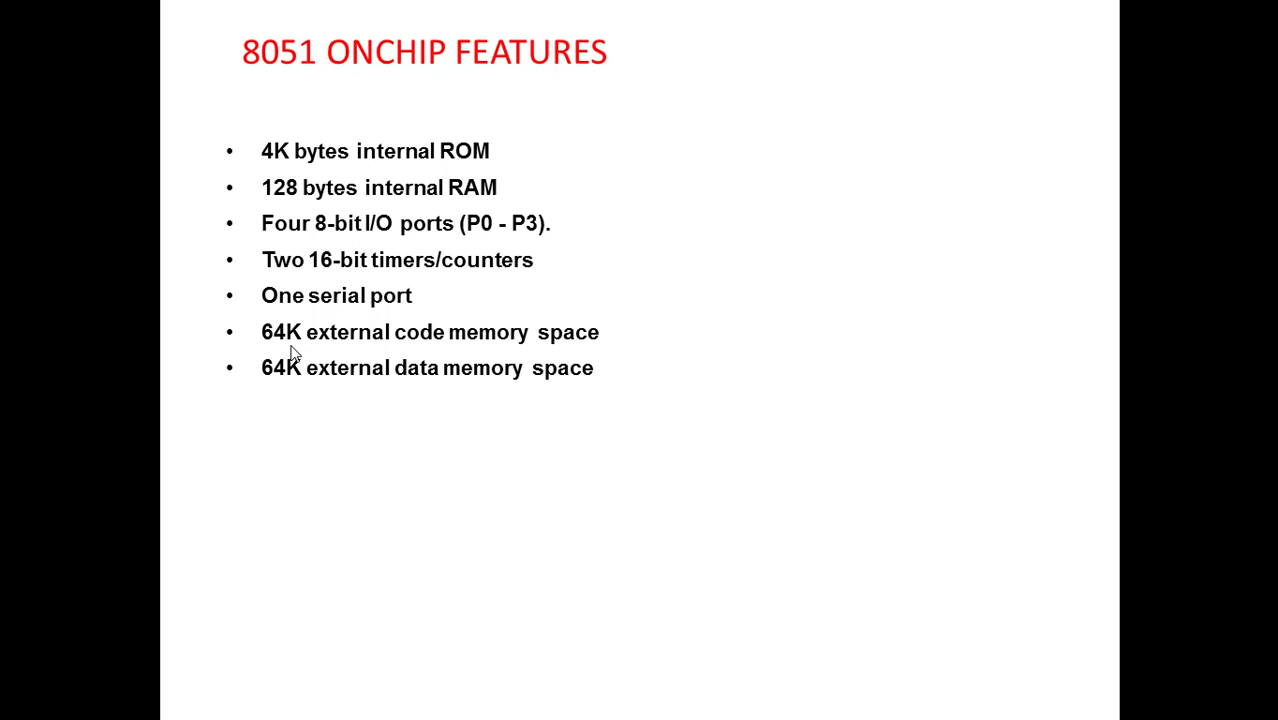 8051 ONCHIP FEATURES
• 4K bytes internal ROM
• 128 bytes internal RAM
• Four 8-bit I/O ports (P0 - P3).
• Two 16-bit timers/counters
• One serial port
• 64K external code memory space
• 64K external data memory space